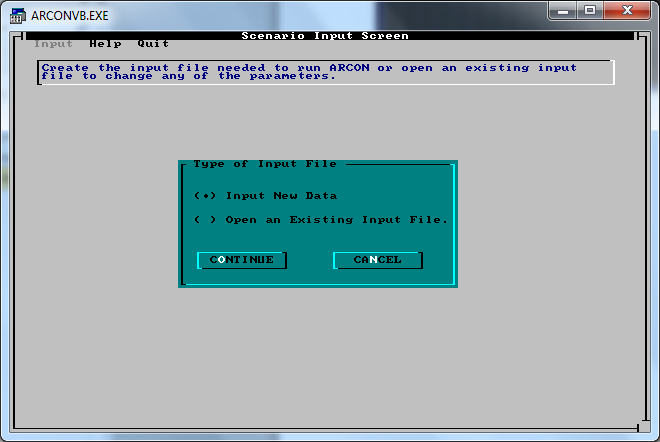 ARCONVB.EXE
Scenario Input Screen
Input Help Quit
Create the input file needed to run ARCON or open an existing input
file to change any of the parameters.
Type of Input File
(•) Input New Data
( ) Open an Existing Input File.
CONTINUE CANCEL